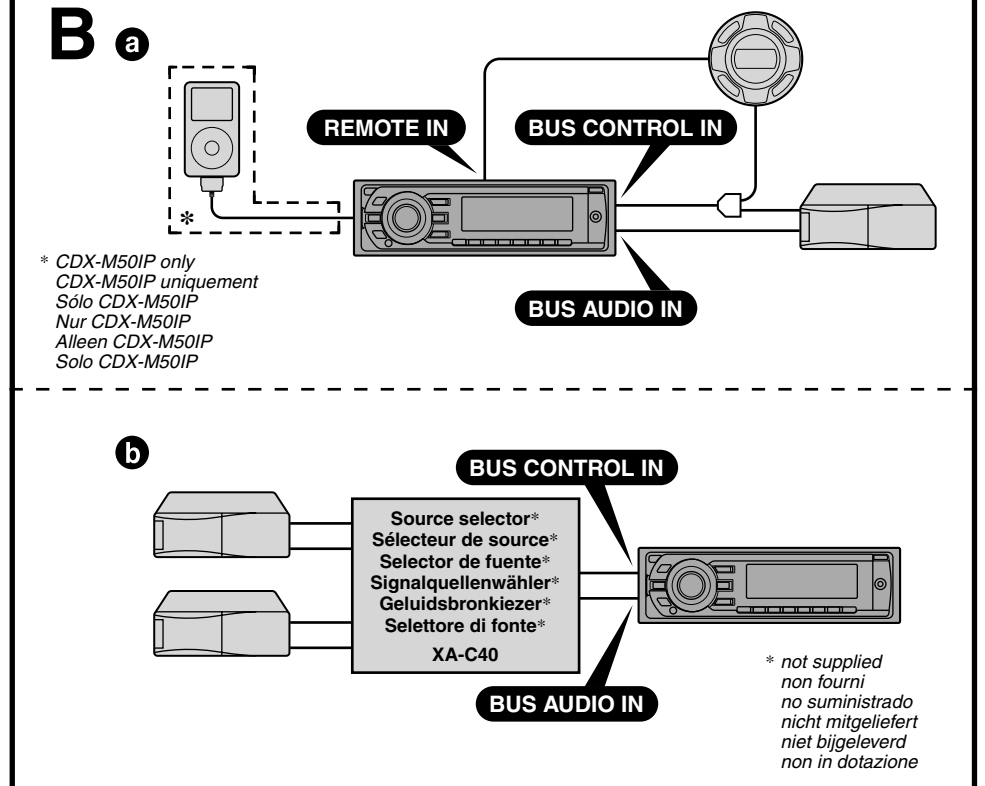 B a
REMOTE IN
BUS CONTROL IN
*
BUS AUDIO IN
* CDX-M50IP only
CDX-M50IP uniquement
Sólo CDX-M50IP
Nur CDX-M50IP
Alleen CDX-M50IP
Solo CDX-M50IP
b
BUS CONTROL IN
Source selector*
Sélecteur de source*
Selector de fuente*
Signalquellenwähler*
Geluidsbronkiezer*
Selettore di fonte*
XA-C40
BUS AUDIO IN
* not supplied
non fourni
no suministrado
nicht mitgeliefert
niet bijgeleverd
non in dotazione